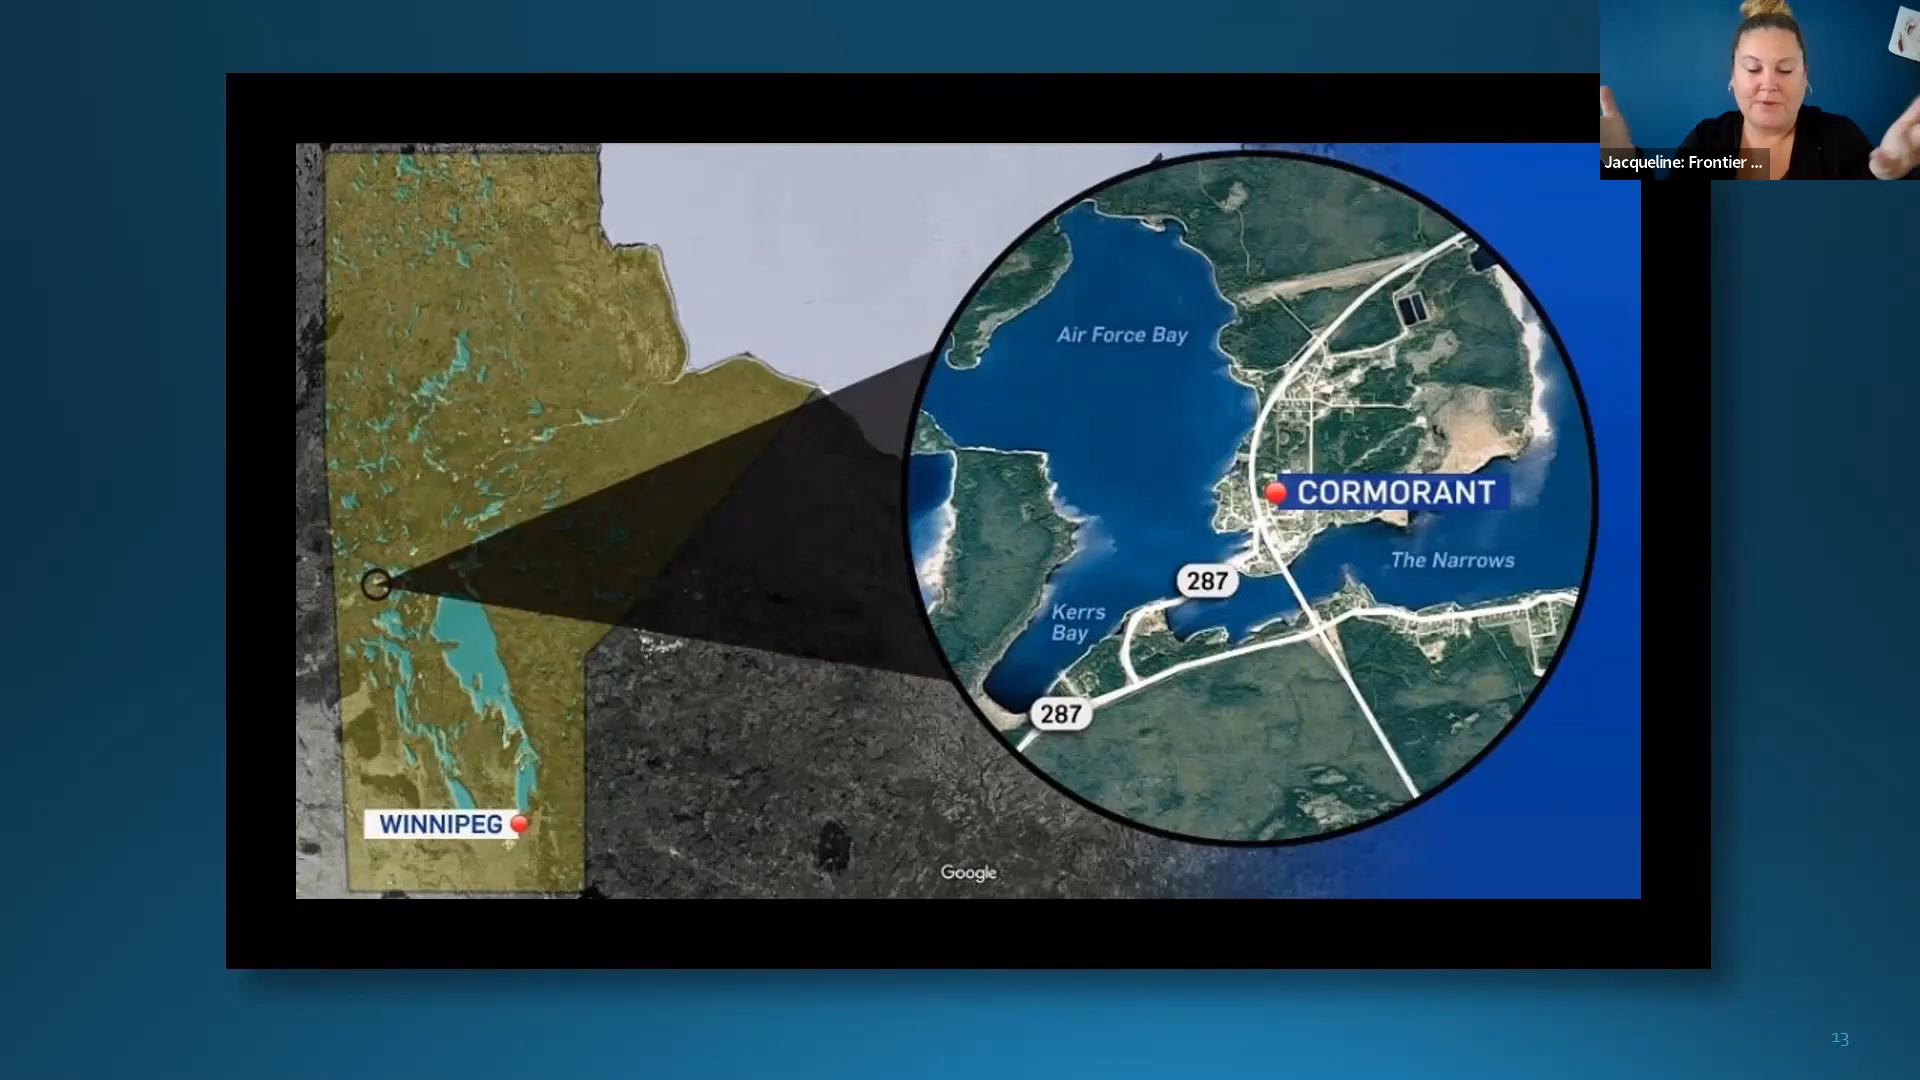 Jacqueline: Frontier ...
Air Force Bay
CORMORANT
The Narrows
287
Kerrs
Bay
287
WINNIPEG
Google
13